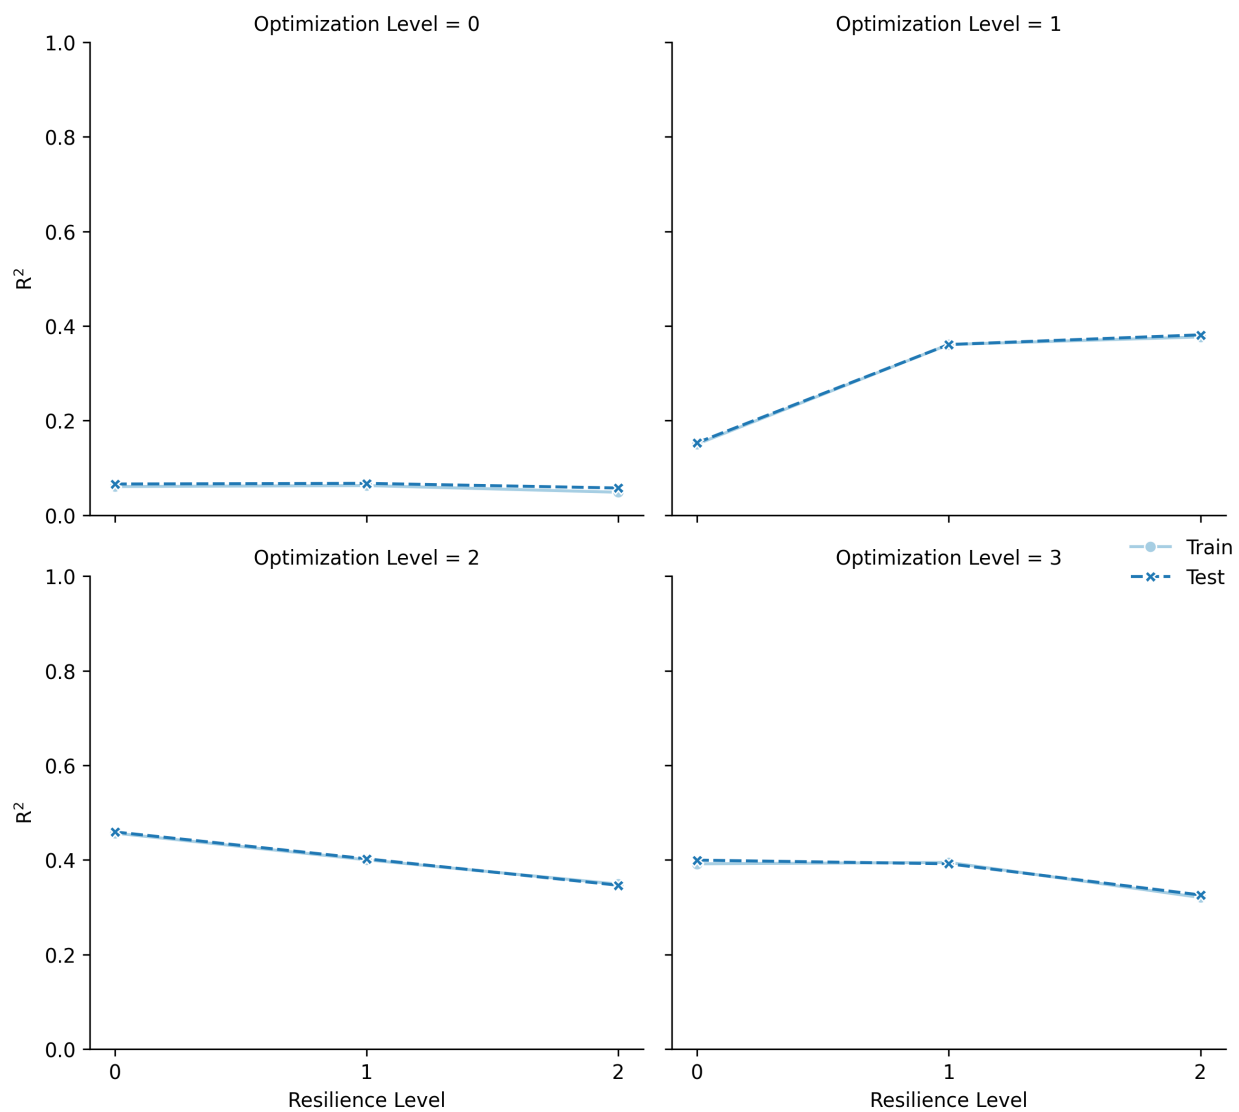 Optimization Level = 0
1.0
0.8
0.6
0.4
0.2
0.0
R²
Optimization Level = 1
Optimization Level = 2
1.0
0.8
0.6
0.4
0.2
0.0
R²
0 1 2
Resilience Level
Optimization Level = 3
0 1 2
Resilience Level
Train
Test